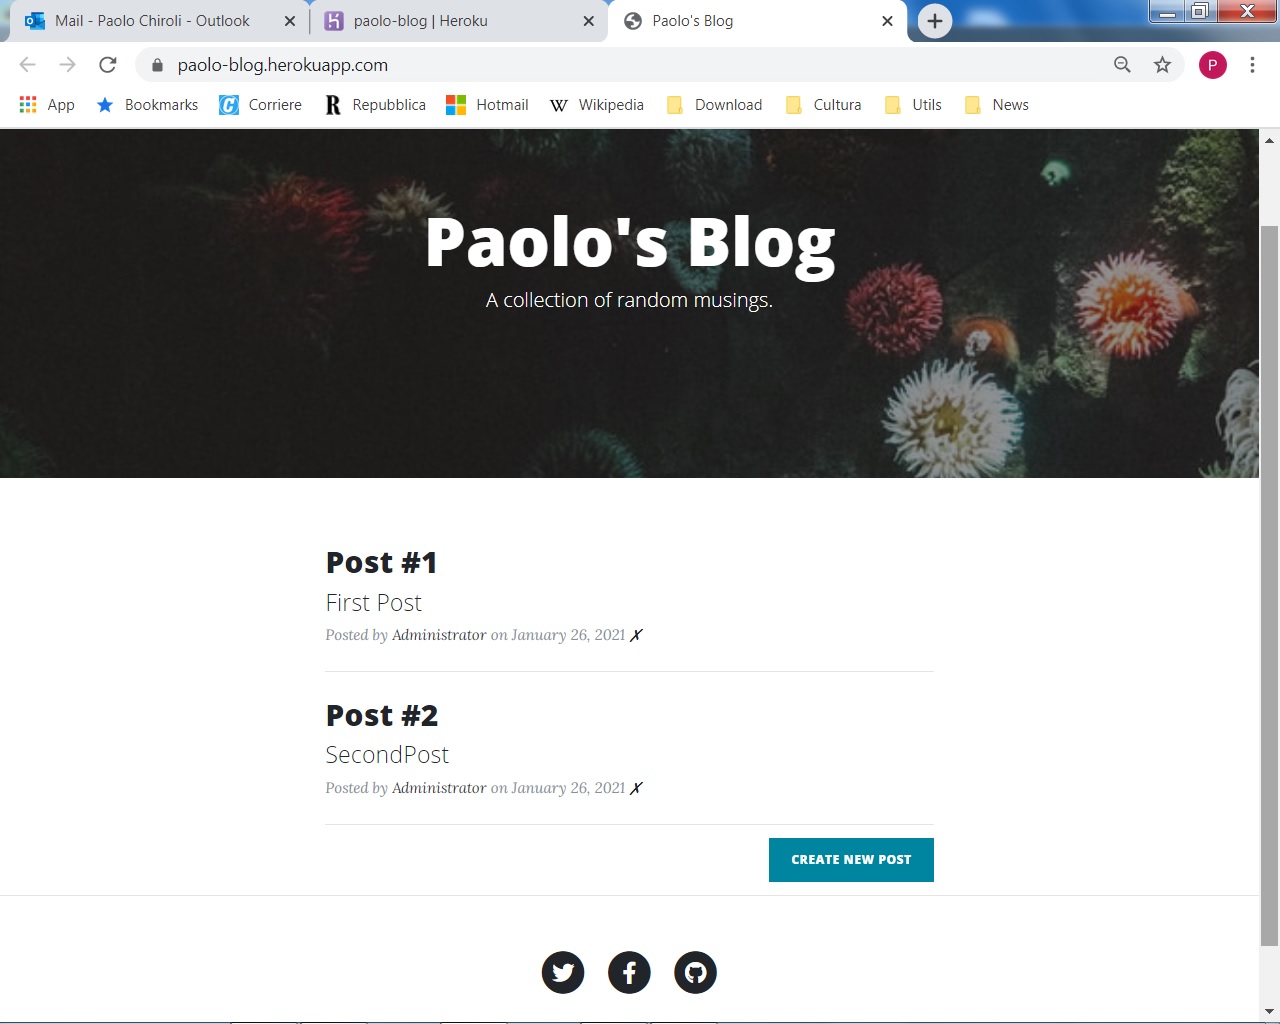 Mail - Paolo Chiroli - Outlook
paolo-blog | Heroku
Paolo's Blog
paolo-blog.herokuapp.com
P
App
Bookmarks
Corriere
Repubblica
Hotmail
Wikipedia
Download
Cultura
Utils
News
Paolo's Blog
A collection of random musings.
Post #1
First Post
Posted by Administrator on January 26, 2021 ✗
Post #2
SecondPost
Posted by Administrator on January 26, 2021 ✗
CREATE NEW POST